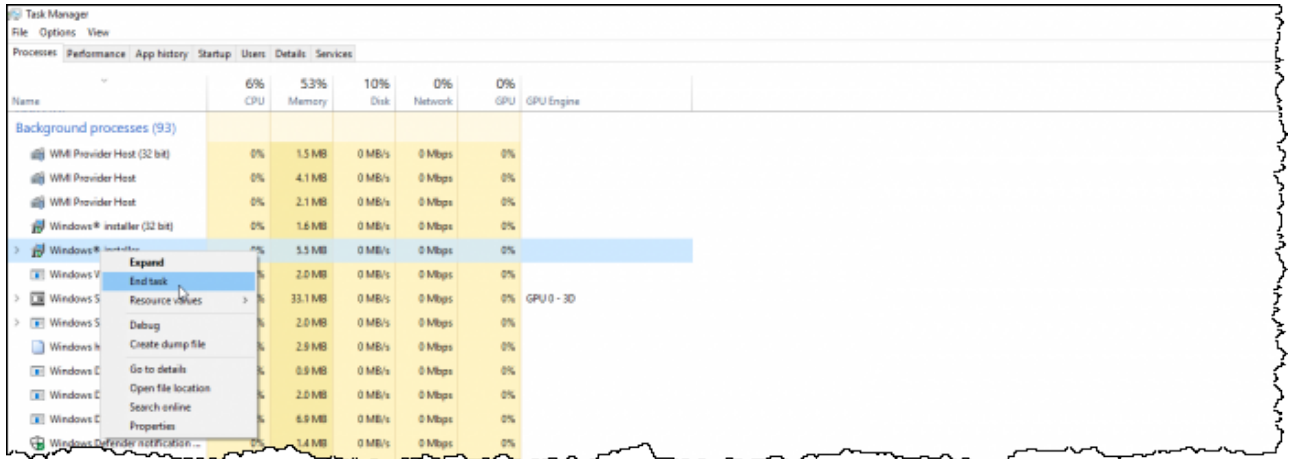 Task Manager
File Options View
Processes Performance App history Startup Users Details Services
6% 53% 10% 0% 0%
Name CPU Memory Disk Network GPU GPU Engine
Background processes (93)
WMI Provider Host (32 bit) 0% 1.5 MB 0 MB/s 0 Mbps 0%
WMI Provider Host 0% 4.1 MB 0 MB/s 0 Mbps 0%
WMI Provider Host 0% 2.1 MB 0 MB/s 0 Mbps 0%
Windows® installer (32 bit) 0% 1.6 MB 0 MB/s 0 Mbps 0%
Windows® installer 0% 5.5 MB 0 MB/s 0 Mbps 0%
Expand
Windows % 2.0 MB 0 MB/s 0 Mbps 0%
End task
Windows S % 33.1 MB 0 MB/s 0 Mbps 0% GPU 0 - 3D
Resource values
Windows S % 2.0 MB 0 MB/s 0 Mbps 0%
Debug
Windows h % 2.9 MB 0 MB/s 0 Mbps 0%
Create dump file
Windows D % 0.9 MB 0 MB/s 0 Mbps 0%
Go to details
Windows D % 2.0 MB 0 MB/s 0 Mbps 0%
Open file location
Search online
Windows D % 6.9 MB 0 MB/s 0 Mbps 0%
Properties
Windows Defender notification ... 0% 1.4 MB 0 MB/s 0 Mbps 0%